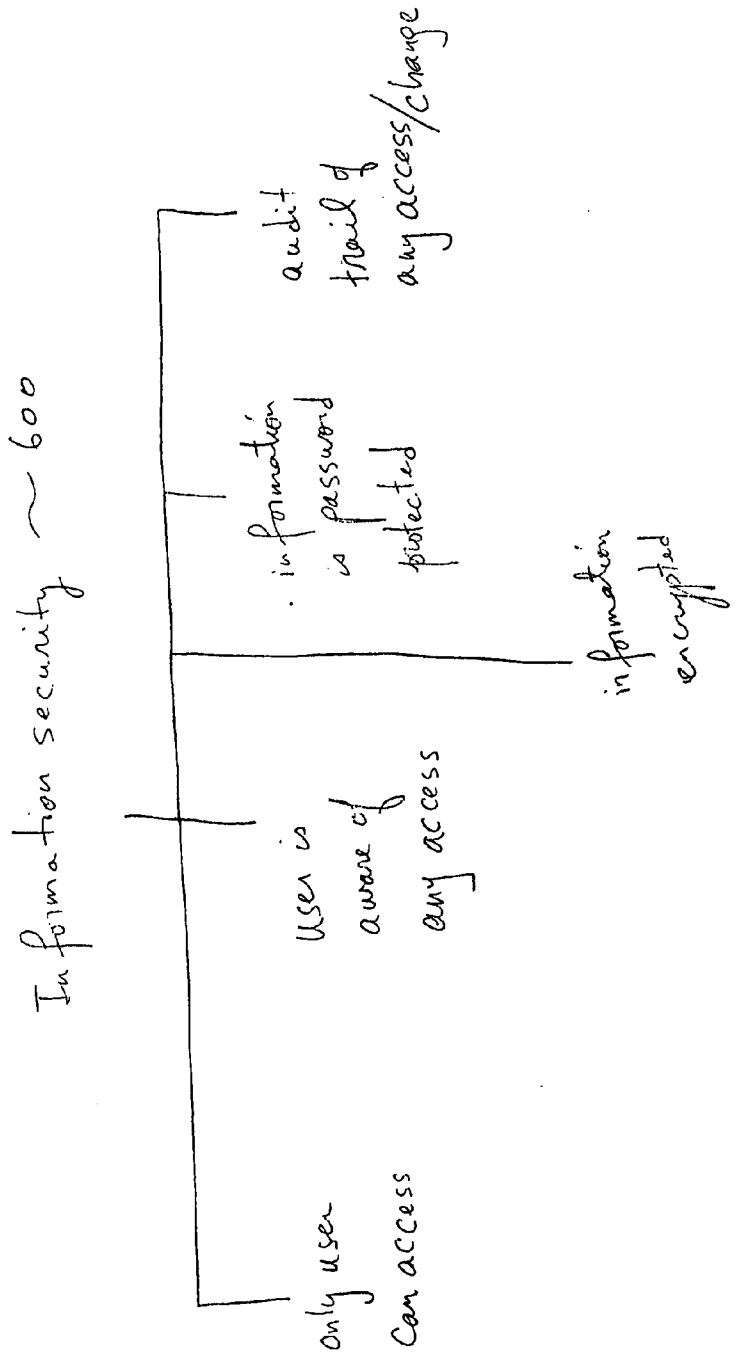 Information security ~ 600
only user
can access
user is
aware of
any access
information
encrypted
information
is password
protected
audit
trail of
any access/change